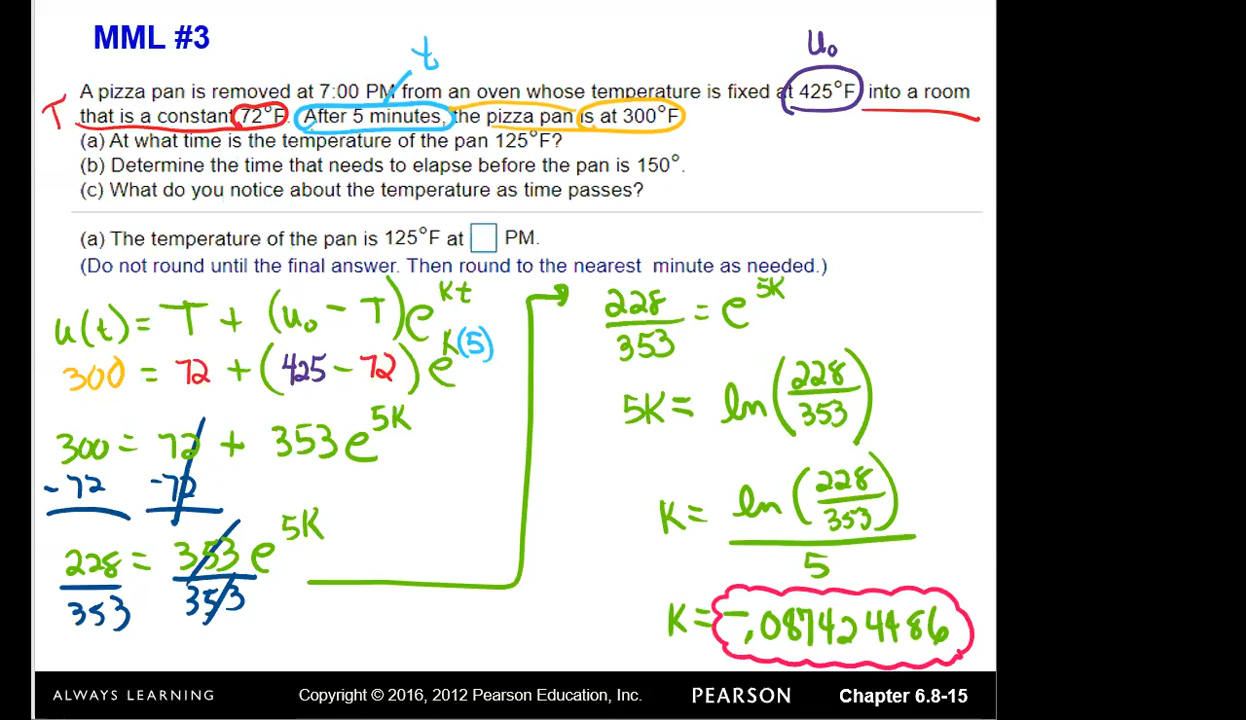 MML #3
t
u₀
A pizza pan is removed at 7:00 PM from an oven whose temperature is fixed at 425°F into a room
T that is a constant 72°F. After 5 minutes, the pizza pan is at 300°F
(a) At what time is the temperature of the pan 125°F?
(b) Determine the time that needs to elapse before the pan is 150°.
(c) What do you notice about the temperature as time passes?
(a) The temperature of the pan is 125°F at PM.
(Do not round until the final answer. Then round to the nearest minute as needed.)
u(t) = T + (u₀ - T)e^kt
300 = 72 + (425 - 72) e^k(5)
300 = 72 + 353 e^5K
-72 -72
228 = 353 e^5K
353 353
228/353 = e^5K
5K = ln(228/353)
K = ln(228/353)
5
K = -.087424486
ALWAYS LEARNING
Copyright © 2016, 2012 Pearson Education, Inc.
PEARSON
Chapter 6.8-15